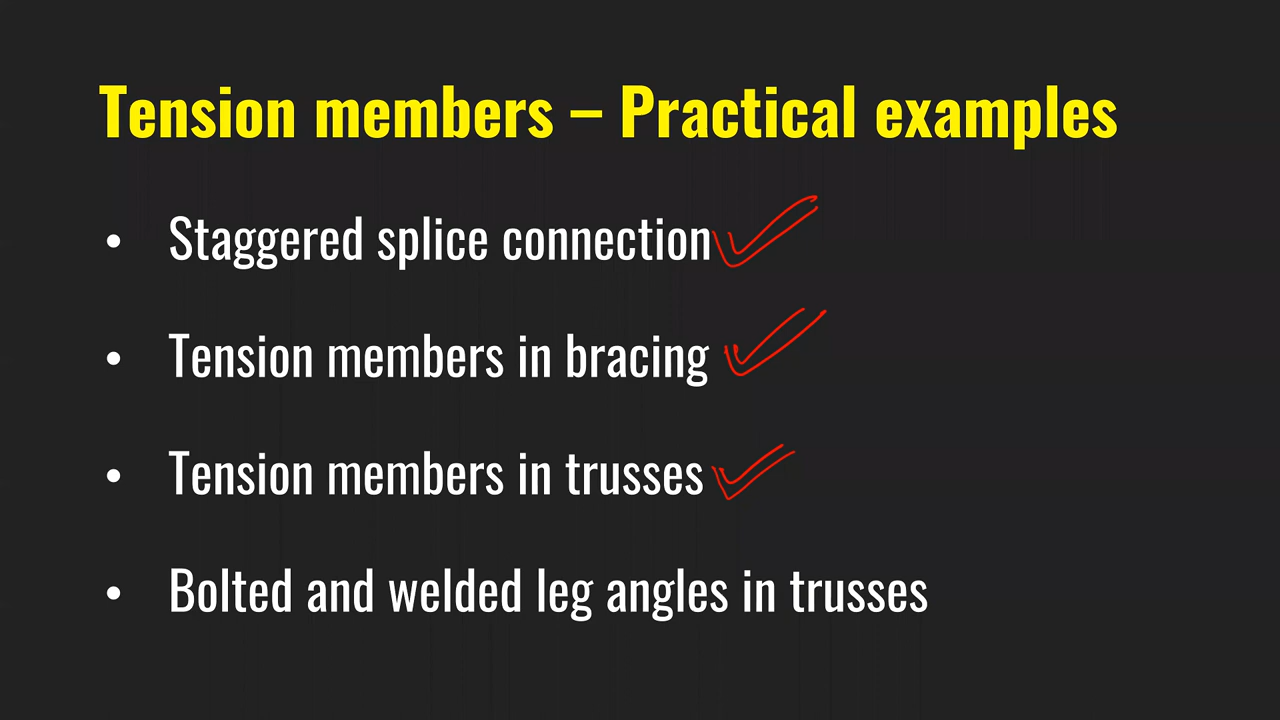 Tension members – Practical examples
• Staggered splice connection
• Tension members in bracing
• Tension members in trusses
• Bolted and welded leg angles in trusses